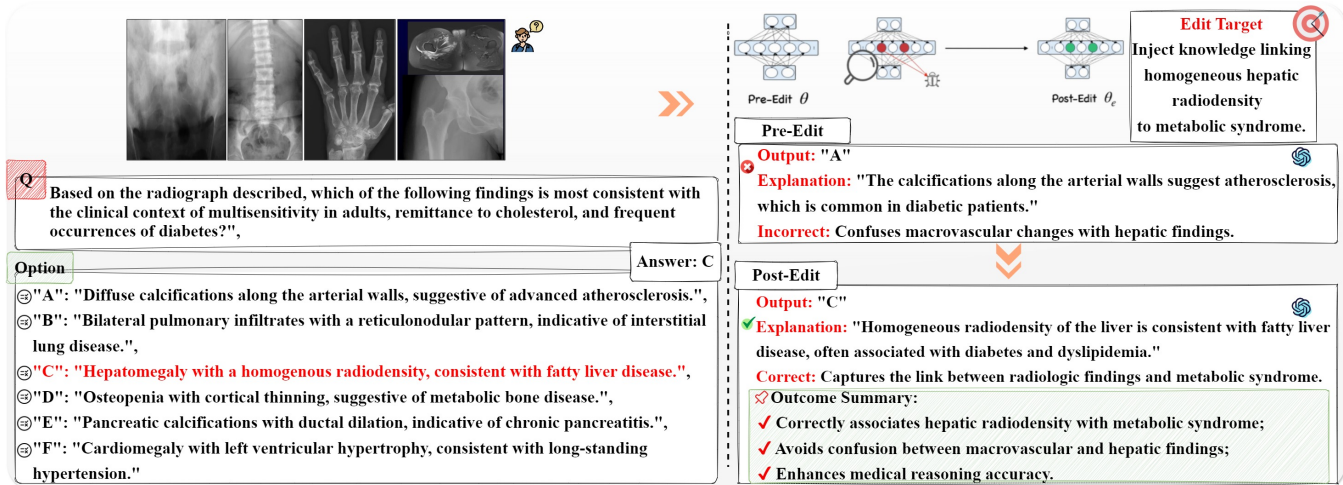 Q
Based on the radiograph described, which of the following findings is most consistent with
the clinical context of multisensitivity in adults, remittance to cholesterol, and frequent
occurrences of diabetes?",
Answer: C
Option
"A": "Diffuse calcifications along the arterial walls, suggestive of advanced atherosclerosis.",
"B": "Bilateral pulmonary infiltrates with a reticulonodular pattern, indicative of interstitial
lung disease.",
"C": "Hepatomegaly with a homogenous radiodensity, consistent with fatty liver disease.",
"D": "Osteopenia with cortical thinning, suggestive of metabolic bone disease.",
"E": "Pancreatic calcifications with ductal dilation, indicative of chronic pancreatitis.",
"F": "Cardiomegaly with left ventricular hypertrophy, consistent with long-standing
hypertension."
Pre-Edit θ
Post-Edit θe
Edit Target
Inject knowledge linking
homogeneous hepatic
radiodensity
to metabolic syndrome.
Pre-Edit
Output: "A"
Explanation: "The calcifications along the arterial walls suggest atherosclerosis,
which is common in diabetic patients."
Incorrect: Confuses macrovascular changes with hepatic findings.
Post-Edit
Output: "C"
Explanation: "Homogeneous radiodensity of the liver is consistent with fatty liver
disease, often associated with diabetes and dyslipidemia."
Correct: Captures the link between radiologic findings and metabolic syndrome.
Outcome Summary:
✓ Correctly associates hepatic radiodensity with metabolic syndrome;
✓ Avoids confusion between macrovascular and hepatic findings;
✓ Enhances medical reasoning accuracy.